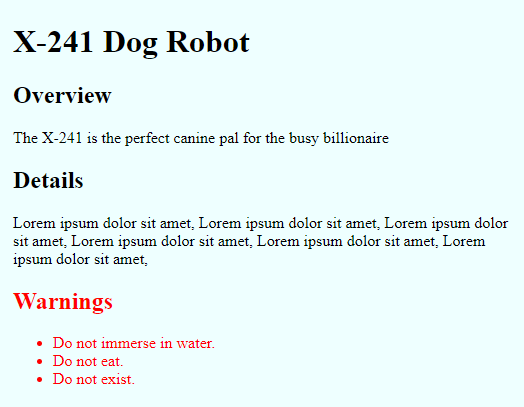 X-241 Dog Robot
Overview
The X-241 is the perfect canine pal for the busy billionaire
Details
Lorem ipsum dolor sit amet, Lorem ipsum dolor sit amet, Lorem ipsum dolor
sit amet, Lorem ipsum dolor sit amet, Lorem ipsum dolor sit amet, Lorem
ipsum dolor sit amet,
Warnings
• Do not immerse in water.
• Do not eat.
• Do not exist.